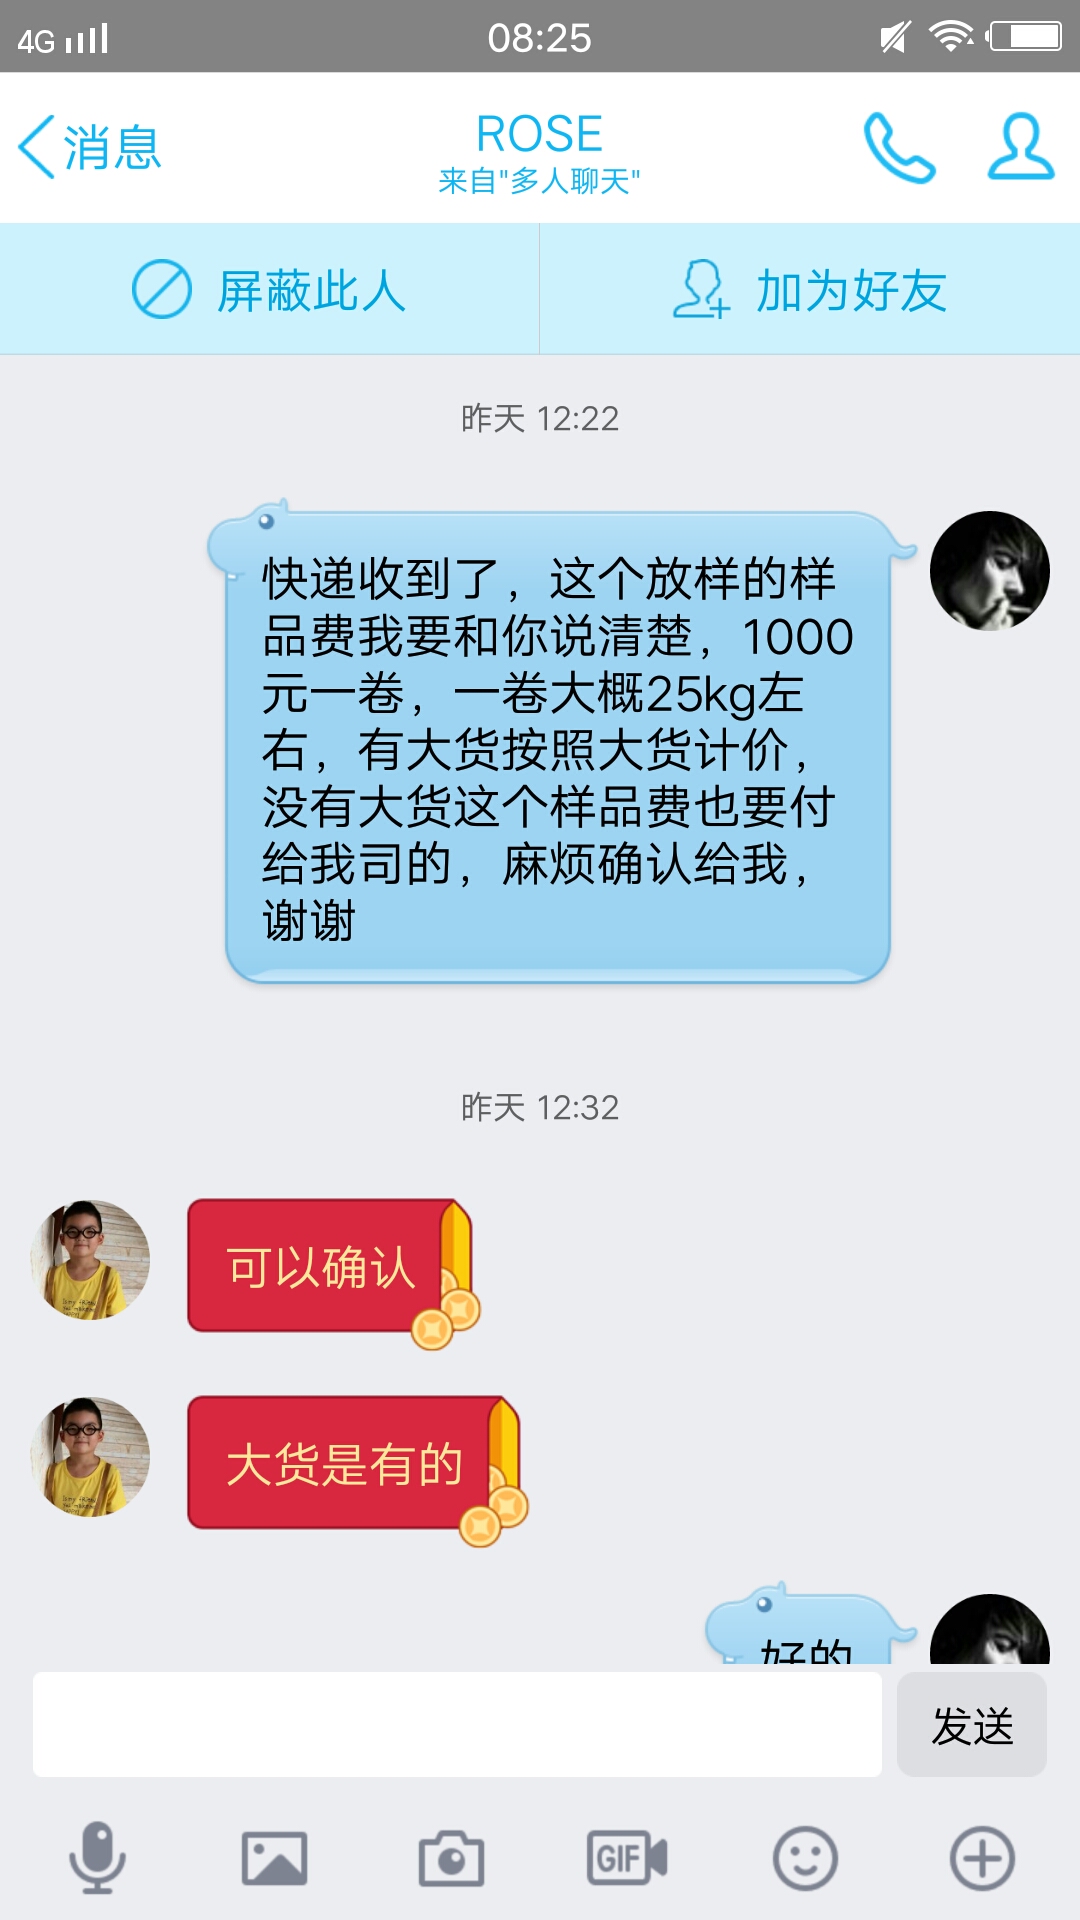 4G 08:25
消息
ROSE
来自"多人聊天"
屏蔽此人 加为好友
昨天 12:22
快递收到了，这个放样的样
品费我要和你说清楚，1000
元一卷，一卷大概25kg左
右，有大货按照大货计价，
没有大货这个样品费也要付
给我司的，麻烦确认给我，
谢谢
昨天 12:32
可以确认
大货是有的
好的
发送
GIF